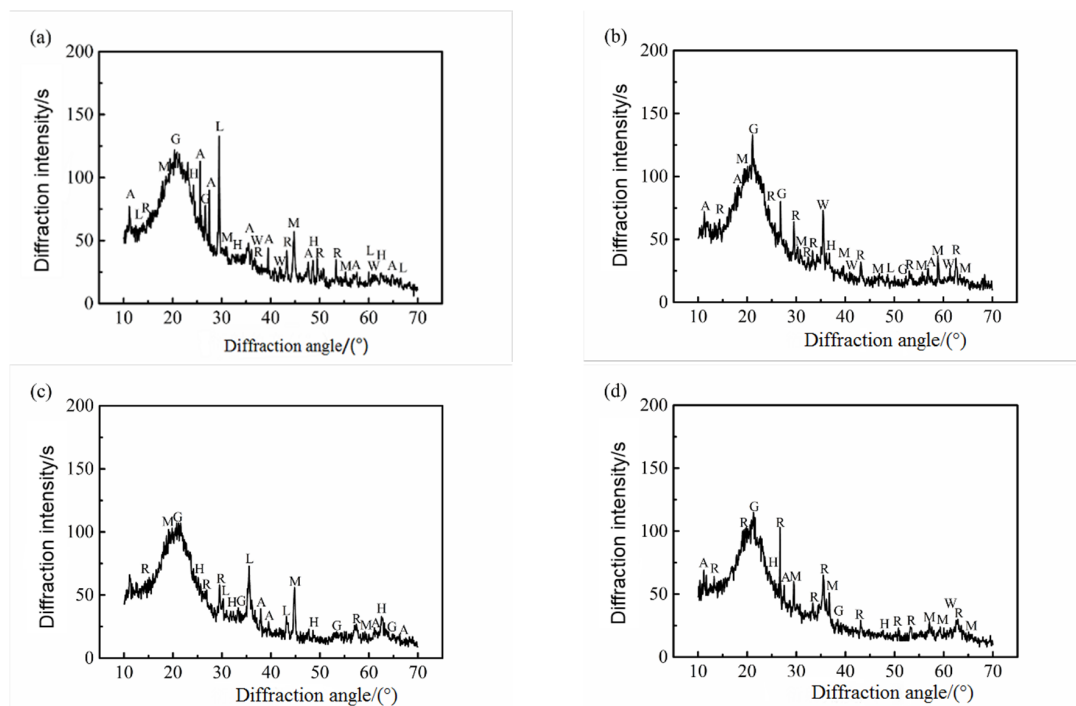 (a)
200
150
100
50
0
Diffraction intensity/s
A L R M G H A G A L M H A W R A W R M A H R R M A L W H A L
10 20 30 40 50 60 70
Diffraction angle/(°)
(b)
200
150
100
50
0
Diffraction intensity/s
A R A M G R G R M R W H M W R M L G R M A M W R M
10 20 30 40 50 60 70
Diffraction angle/(°)
(c)
200
150
100
50
0
Diffraction intensity/s
R M G H R R L H G L A A L M H G R M A H G A
10 20 30 40 50 60 70
Diffraction angle/(°)
(d)
200
150
100
50
0
Diffraction intensity/s
A R R G H R A M R R M G R H R R M M W R M
10 20 30 40 50 60 70
Diffraction angle/(°)